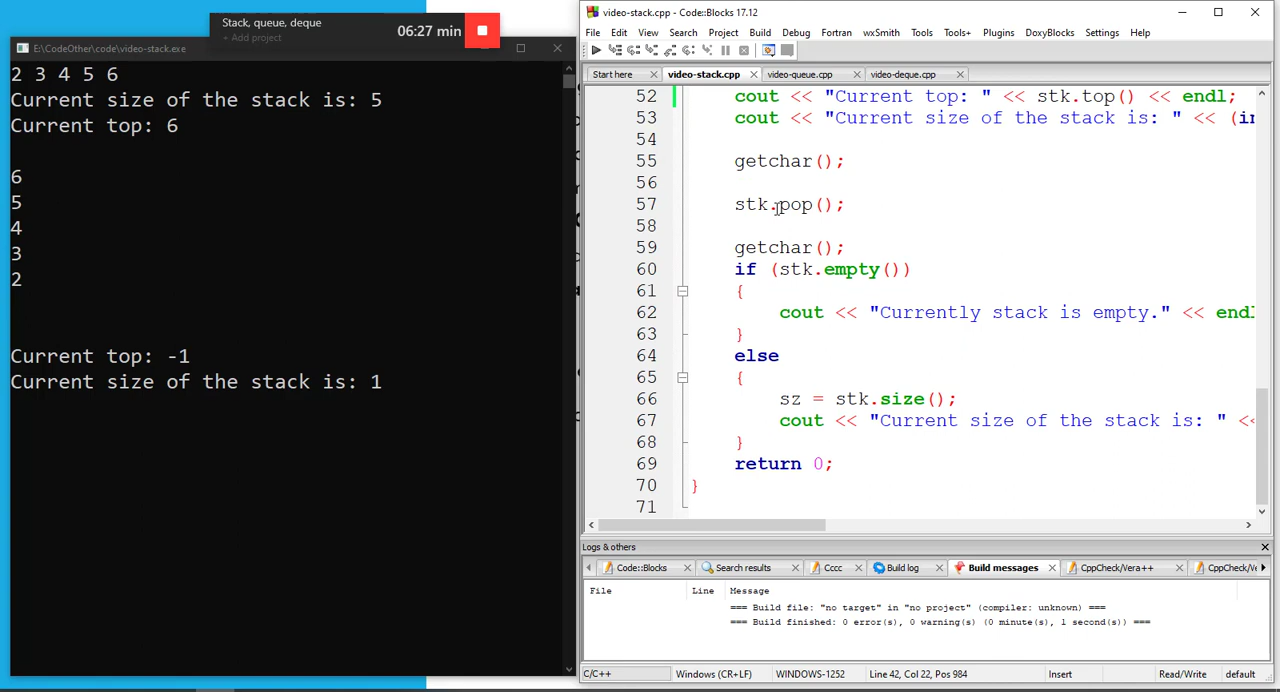 Stack, queue, deque
+ Add project
06:27 min
E:\CodeOther\code\video-stack.exe
2 3 4 5 6
Current size of the stack is: 5
Current top: 6
6
5
4
3
2
Current top: -1
Current size of the stack is: 1
video-stack.cpp - Code::Blocks 17.12
File Edit View Search Project Build Debug Fortran wxSmith Tools Tools+ Plugins DoxyBlocks Settings Help
Start here video-stack.cpp video-queue.cpp video-deque.cpp
52 cout << "Current top: " << stk.top() << endl;
53 cout << "Current size of the stack is: " << (in
54
55 getchar();
56
57 stk.pop();
58
59 getchar();
60 if (stk.empty())
61 {
62 cout << "Currently stack is empty." << endl
63 }
64 else
65 {
66 sz = stk.size();
67 cout << "Current size of the stack is: " <<
68 }
69 return 0;
70 }
71
Logs & others
Code::Blocks Search results Cccc Build log Build messages CppCheck/Vera++ CppCheck/Ve
File Line Message
=== Build file: "no target" in "no project" (compiler: unknown) ===
=== Build finished: 0 error(s), 0 warning(s) (0 minute(s), 1 second(s)) ===
C/C++ Windows (CR+LF) WINDOWS-1252 Line 42, Col 22, Pos 984 Insert Read/Write default